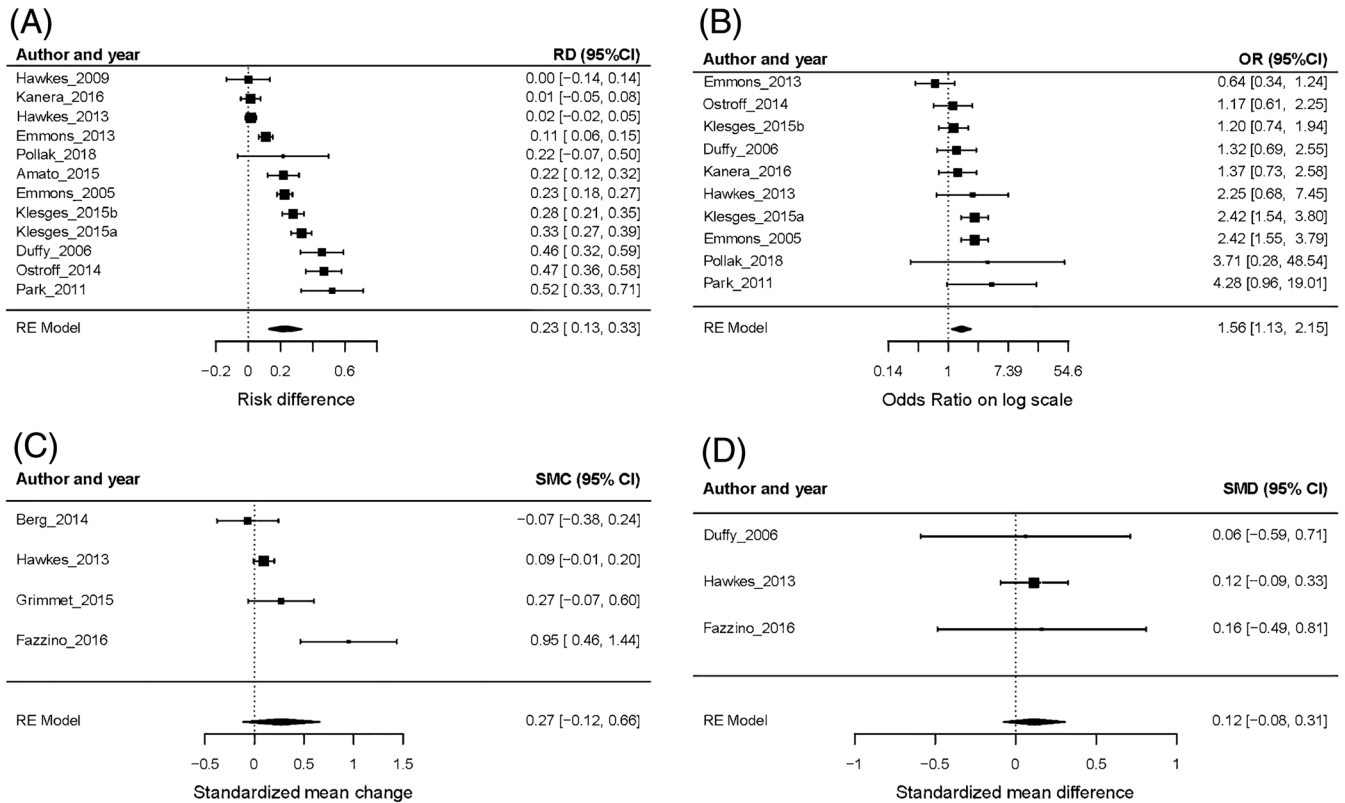 (A)
Author and year RD (95%CI)
Hawkes_2009 0.00 [−0.14, 0.14]
Kanera_2016 0.01 [−0.05, 0.08]
Hawkes_2013 0.02 [−0.02, 0.05]
Emmons_2013 0.11 [ 0.06, 0.15]
Pollak_2018 0.22 [−0.07, 0.50]
Amato_2015 0.22 [ 0.12, 0.32]
Emmons_2005 0.23 [ 0.18, 0.27]
Klesges_2015b 0.28 [ 0.21, 0.35]
Klesges_2015a 0.33 [ 0.27, 0.39]
Duffy_2006 0.46 [ 0.32, 0.59]
Ostroff_2014 0.47 [ 0.36, 0.58]
Park_2011 0.52 [ 0.33, 0.71]
RE Model 0.23 [ 0.13, 0.33]
−0.2 0 0.2 0.6
Risk difference
(B)
Author and year OR (95%CI)
Emmons_2013 0.64 [0.34, 1.24]
Ostroff_2014 1.17 [0.61, 2.25]
Klesges_2015b 1.20 [0.74, 1.94]
Duffy_2006 1.32 [0.69, 2.55]
Kanera_2016 1.37 [0.73, 2.58]
Hawkes_2013 2.25 [0.68, 7.45]
Klesges_2015a 2.42 [1.54, 3.80]
Emmons_2005 2.42 [1.55, 3.79]
Pollak_2018 3.71 [0.28, 48.54]
Park_2011 4.28 [0.96, 19.01]
RE Model 1.56 [1.13, 2.15]
0.14 1 7.39 54.6
Odds Ratio on log scale
(C)
Author and year SMC (95% CI)
Berg_2014 −0.07 [−0.38, 0.24]
Hawkes_2013 0.09 [−0.01, 0.20]
Grimmet_2015 0.27 [−0.07, 0.60]
Fazzino_2016 0.95 [ 0.46, 1.44]
RE Model 0.27 [−0.12, 0.66]
−0.5 0 0.5 1 1.5
Standardized mean change
(D)
Author and year SMD (95% CI)
Duffy_2006 0.06 [−0.59, 0.71]
Hawkes_2013 0.12 [−0.09, 0.33]
Fazzino_2016 0.16 [−0.49, 0.81]
RE Model 0.12 [−0.08, 0.31]
−1 −0.5 0 0.5 1
Standardized mean difference